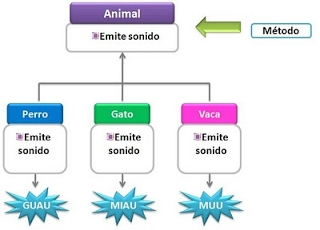 Animal
Emite sonido
Método
Perro
Gato
Vaca
Emite
sonido
Emite
sonido
Emite
sonido
GUAU
MIAU
MUU